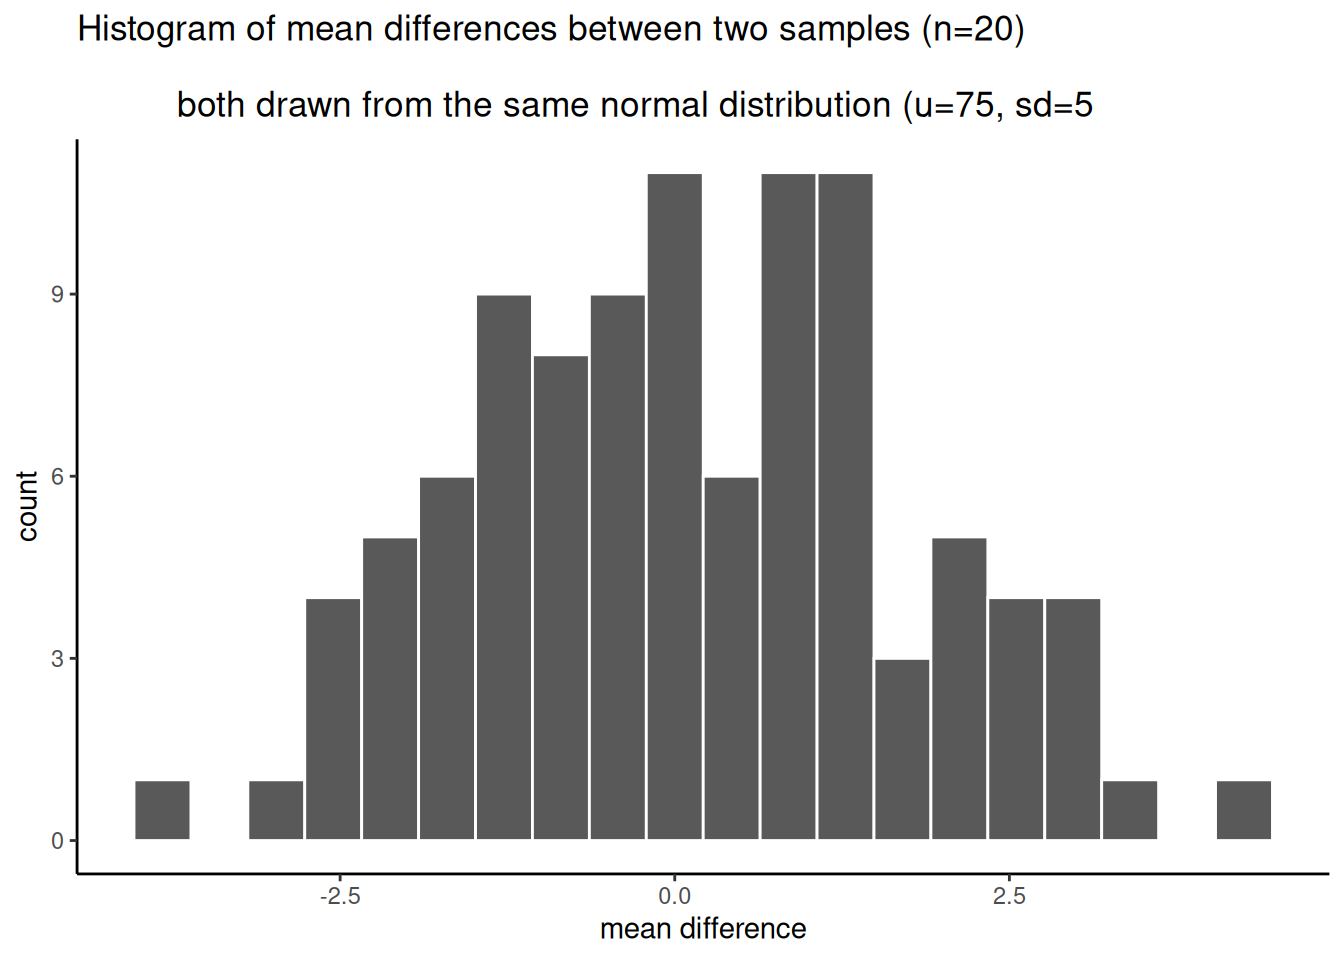 Histogram of mean differences between two samples (n=20)
both drawn from the same normal distribution (u=75, sd=5
count
9
6
3
0
-2.5
0.0
2.5
mean difference